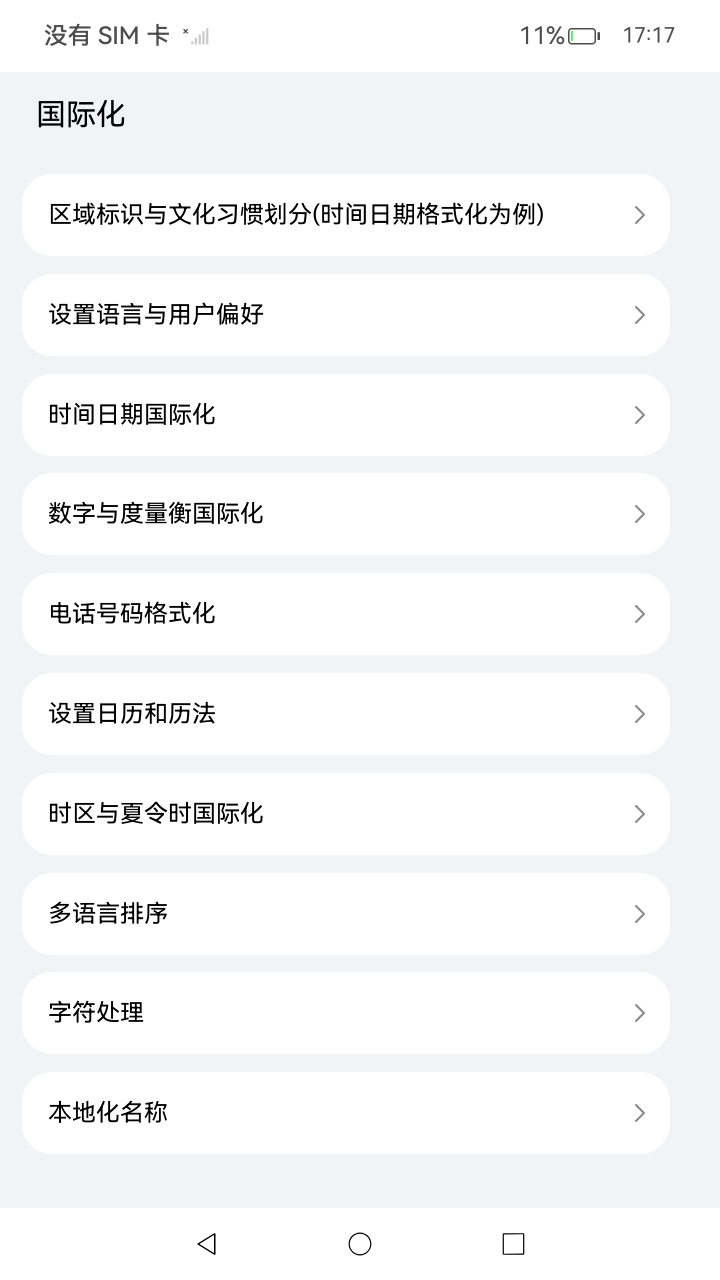 没有 SIM 卡 11% 17:17
国际化
区域标识与文化习惯划分(时间日期格式化为例)
设置语言与用户偏好
时间日期国际化
数字与度量衡国际化
电话号码格式化
设置日历和历法
时区与夏令时国际化
多语言排序
字符处理
本地化名称